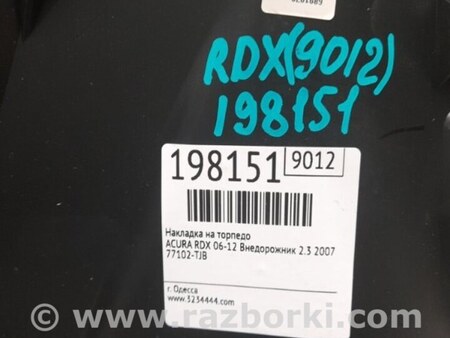 RDX(9012)
198151
198151 9012
Накладка на торпедо
ACURA RDX 06-12 Внедорожник 2.3 2007
77102-TJB
г. Одесса
www.3234444.com
www.razborki.com